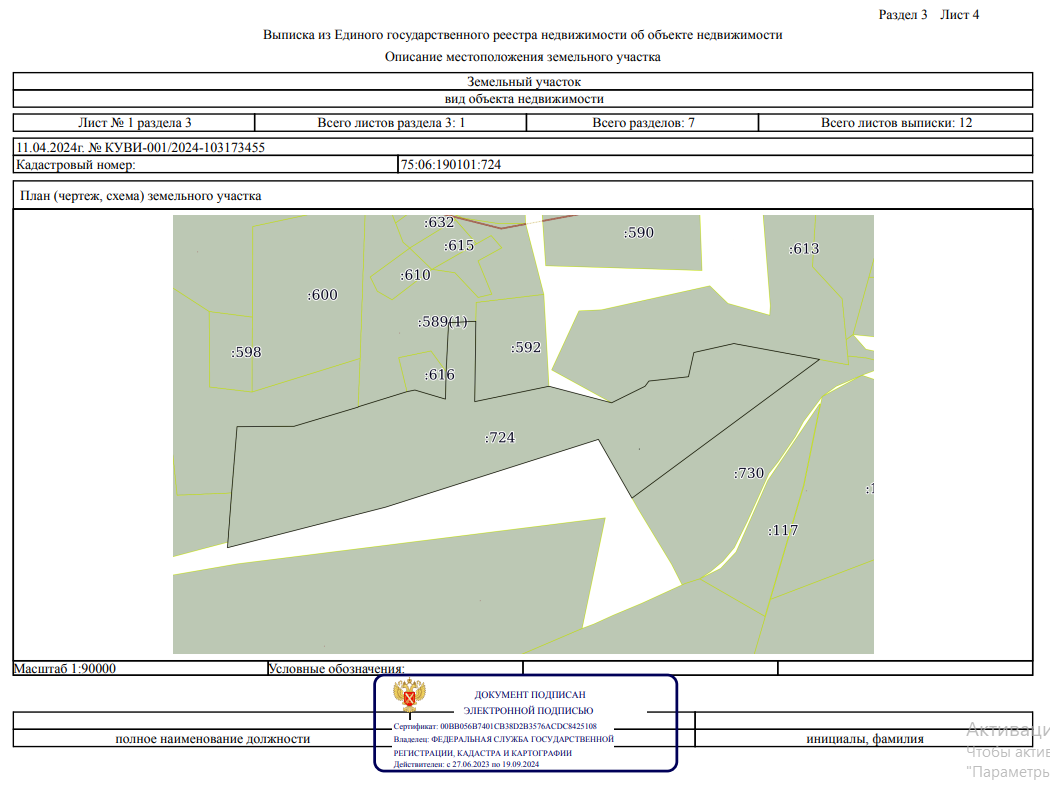 Раздел 3 Лист 4
Выписка из Единого государственного реестра недвижимости об объекте недвижимости
Описание местоположения земельного участка
Земельный участок
вид объекта недвижимости
Лист № 1 раздела 3 Всего листов раздела 3: 1 Всего разделов: 7 Всего листов выписки: 12
11.04.2024г. № КУВИ-001/2024-103173455
Кадастровый номер: 75:06:190101:724
План (чертеж, схема) земельного участка
:632
:590
:615
:613
:610
:600
:589(1)
:592
:598
:616
:724
:730
:117
Масштаб 1:90000 Условные обозначения:
ДОКУМЕНТ ПОДПИСАН
ЭЛЕКТРОННОЙ ПОДПИСЬЮ
Сертификат: 00BB056B7401CB38D2B3576ACDC8425108
Владелец: ФЕДЕРАЛЬНАЯ СЛУЖБА ГОСУДАРСТВЕННОЙ
РЕГИСТРАЦИИ, КАДАСТРА И КАРТОГРАФИИ
Действителен: с 27.06.2023 по 19.09.2024
полное наименование должности инициалы, фамилия
Активаци
Чтобы актив
"Параметры